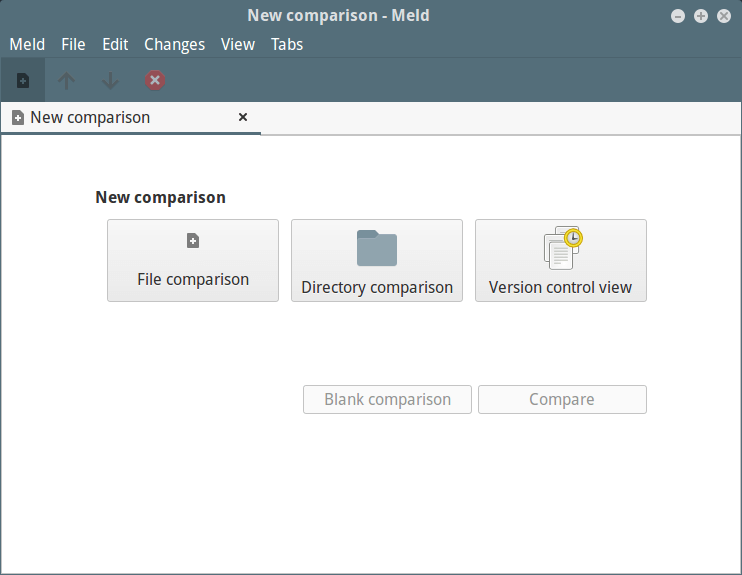 New comparison - Meld
Meld File Edit Changes View Tabs
New comparison
New comparison
File comparison Directory comparison Version control view
Blank comparison Compare